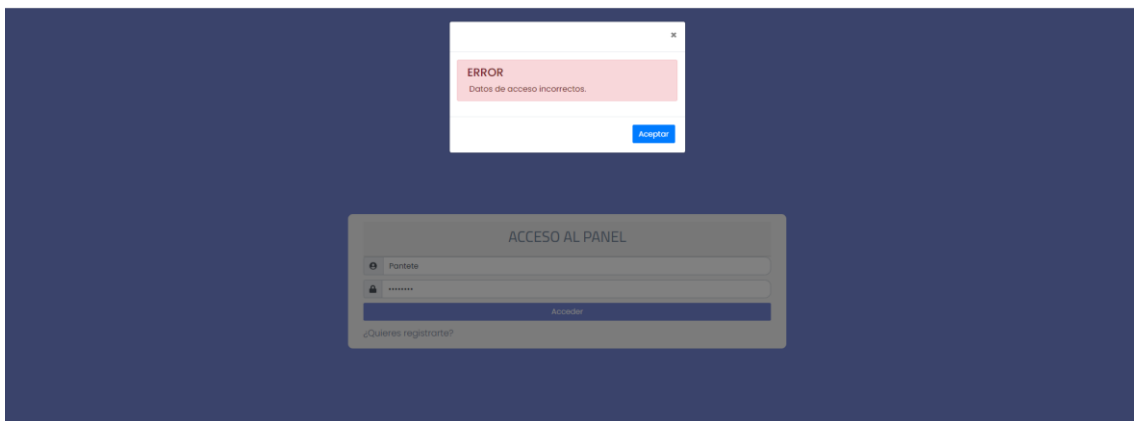 ×
ERROR
Datos de acceso incorrectos.
Aceptar
ACCESO AL PANEL
Pantete
••••••••
Acceder
¿Quieres registrarte?